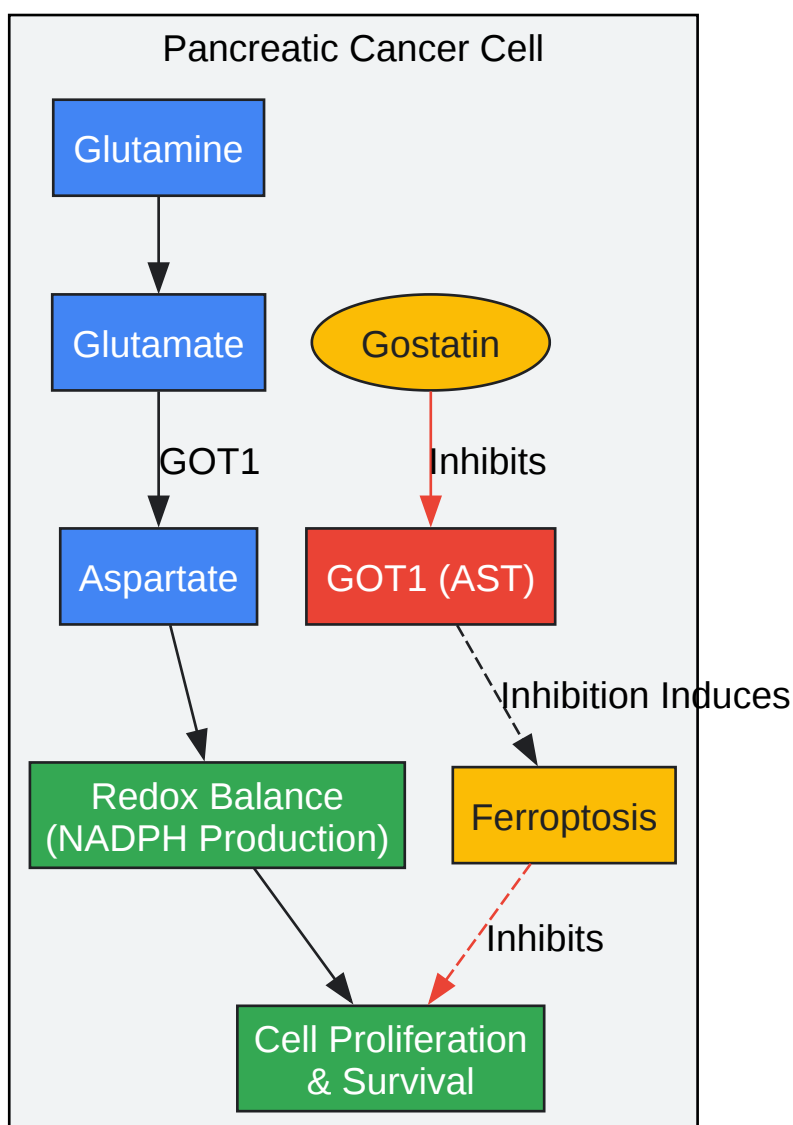 Pancreatic Cancer Cell
Glutamine
Glutamate
Gostatin
GOT1
Inhibits
Aspartate
GOT1 (AST)
Inhibition Induces
Redox Balance
(NADPH Production)
Ferroptosis
Inhibits
Cell Proliferation
& Survival